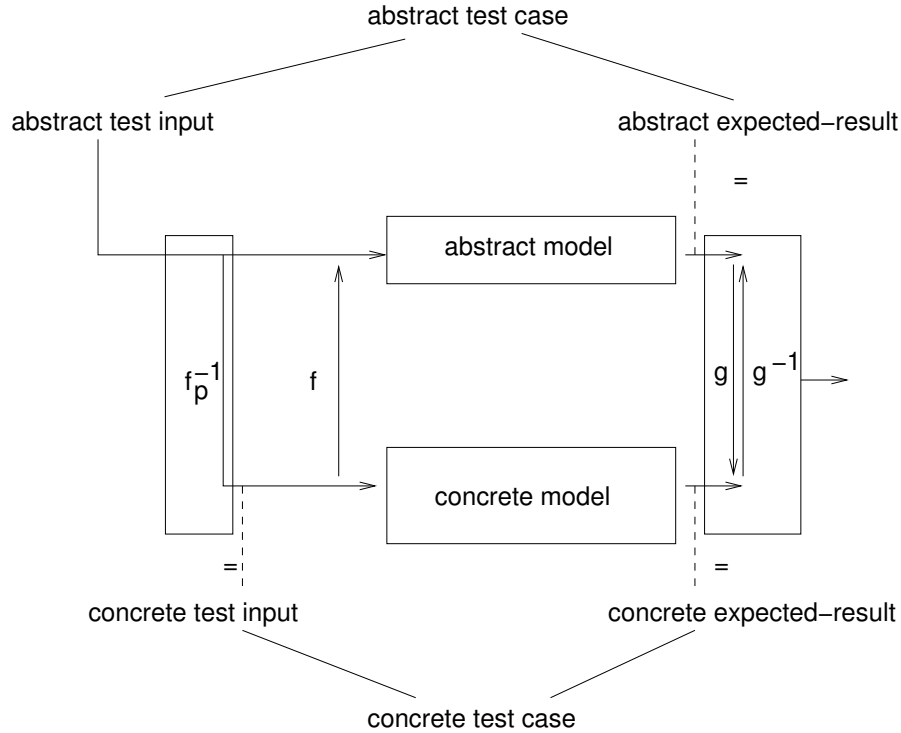 abstract test case
abstract test input
abstract expected−result
=
abstract model
f_p^−1
f
g
g^−1
concrete model
=
=
concrete test input
concrete expected−result
concrete test case